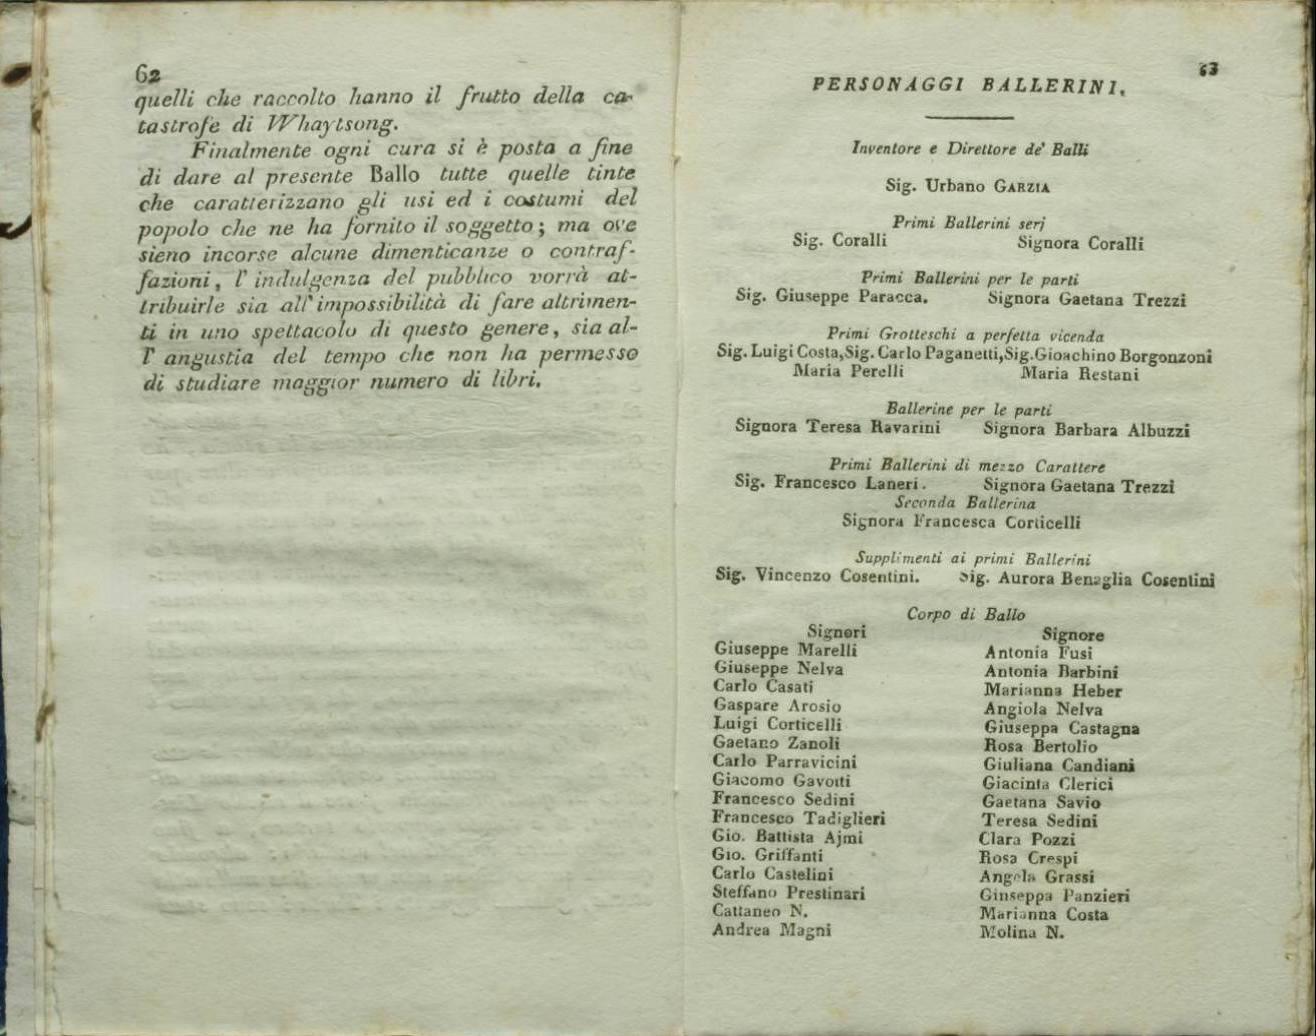 62
quelli che raccolto hanno il frutto della ca-
tastrofe di Whaytsong.
Finalmente ogni cura si è posta a fine
di dare al presente Ballo tutte quelle tinte
che caratterizzano gli usi ed i costumi del
popolo che ne ha fornito il soggetto; ma ove
sieno incorse alcune dimenticanze o contraf-
fazioni, l' indulgenza del pubblico vorrà at-
tribuirle sia all' impossibilità di fare altrimen-
ti in uno spettacolo di questo genere, sia al-
l' angustia del tempo che non ha permesso
di studiare maggior numero di libri.
63
PERSONAGGI BALLERINI.
Inventore e Direttore de' Balli
Sig. Urbano GARZIA
Primi Ballerini serj
Sig. Coralli Signora Coralli
Primi Ballerini per le parti
Sig. Giuseppe Paracca. Signora Gaetana Trezzi
Primi Grotteschi a perfetta vicenda
Sig. Luigi Costa, Sig. Carlo Paganetti, Sig. Gioachino Borgonzoni
Maria Perelli Maria Restani
Ballerine per le parti
Signora Teresa Ravarini Signora Barbara Albuzzi
Primi Ballerini di mezzo Carattere
Sig. Francesco Laneri. Signora Gaetana Trezzi
Seconda Ballerina
Signora Francesca Corticelli
Supplimenti ai primi Ballerini
Sig. Vincenzo Cosentini. Sig. Aurora Benaglia Cosentini
Corpo di Ballo
Signori Signore
Giuseppe Marelli Antonia Fusi
Giuseppe Nelva Antonia Barbini
Carlo Casati Marianna Heber
Gaspare Arosio Angiola Nelva
Luigi Corticelli Giuseppa Castagna
Gaetano Zanoli Rosa Bertolio
Carlo Parravicini Giuliana Candiani
Giacomo Gavotti Giacinta Clerici
Francesco Sedini Gaetana Savio
Francesco Tadiglieri Teresa Sedini
Gio. Battista Ajmi Clara Pozzi
Gio. Griffanti Rosa Crespi
Carlo Castelini Angela Grassi
Steffano Prestinari Giuseppa Panzieri
Cattaneo N. Marianna Costa
Andrea Magni Molina N.